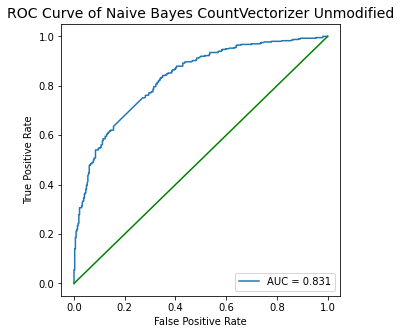 ROC Curve of Naive Bayes CountVectorizer Unmodified
1.0
0.8
0.6
0.4
0.2
0.0
True Positive Rate
AUC = 0.831
0.0 0.2 0.4 0.6 0.8 1.0
False Positive Rate